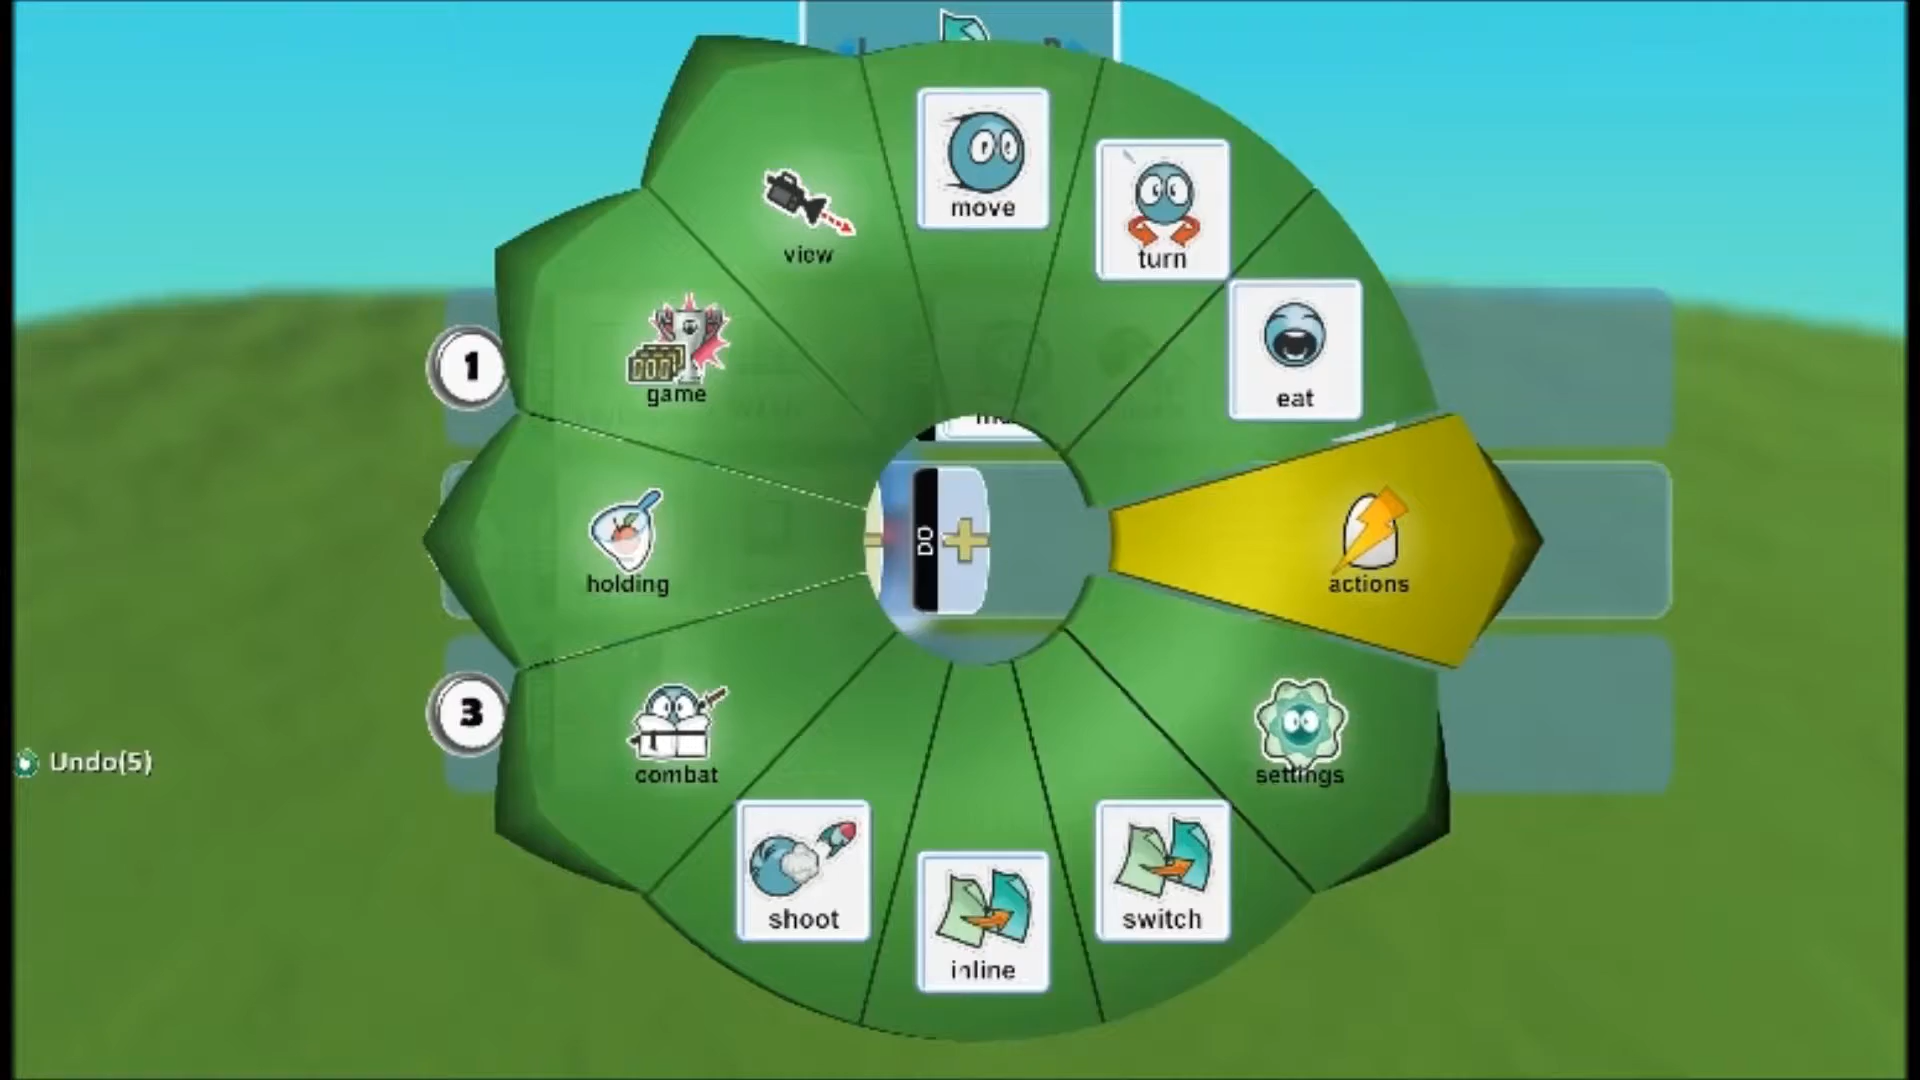 L
R
move
turn
view
eat
game
1
DO
holding
actions
3
combat
settings
Undo(5)
shoot
switch
inline